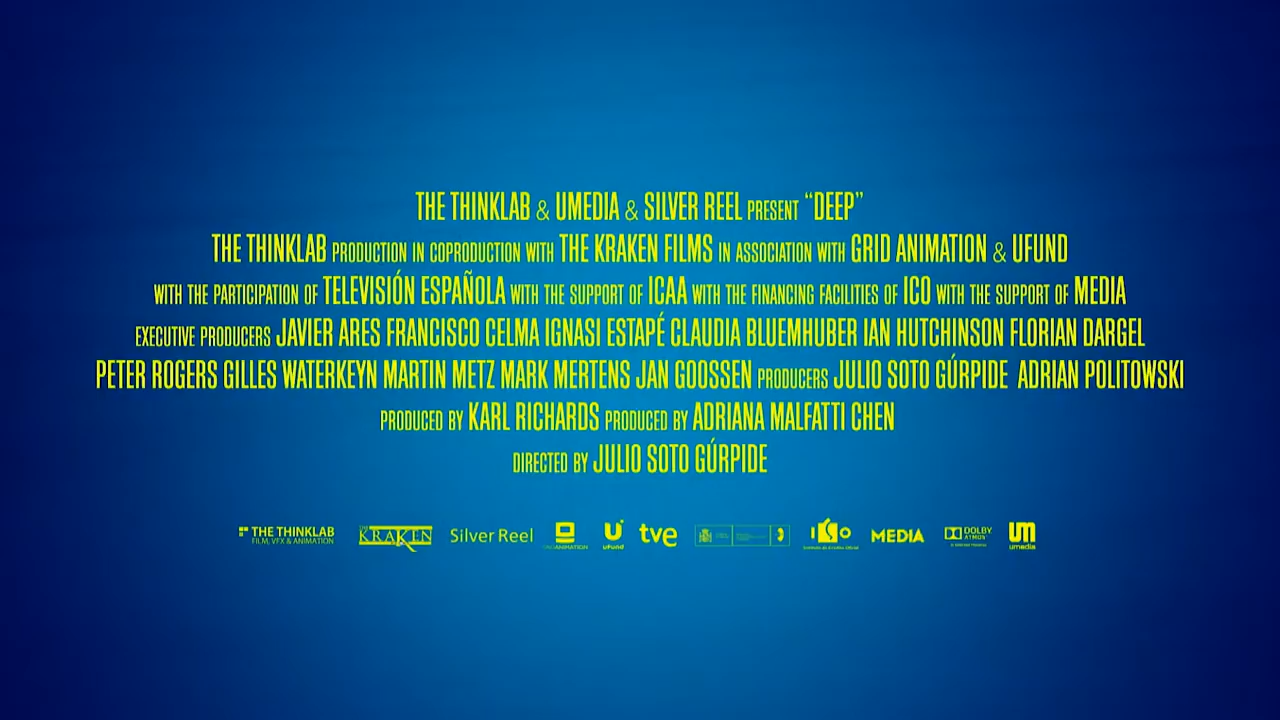 THE THINKLAB & UMEDIA & SILVER REEL PRESENT “DEEP”
THE THINKLAB PRODUCTION IN COPRODUCTION WITH THE KRAKEN FILMS IN ASSOCIATION WITH GRID ANIMATION & UFUND
WITH THE PARTICIPATION OF TELEVISIÓN ESPAÑOLA WITH THE SUPPORT OF ICAA WITH THE FINANCING FACILITIES OF ICO WITH THE SUPPORT OF MEDIA
EXECUTIVE PRODUCERS JAVIER ARES FRANCISCO CELMA IGNASI ESTAPÉ CLAUDIA BLUEMHUBER IAN HUTCHINSON FLORIAN DARGEL
PETER ROGERS GILLES WATERKEYN MARTIN METZ MARK MERTENS JAN GOOSSEN PRODUCERS JULIO SOTO GÚRPIDE ADRIAN POLITOWSKI
PRODUCED BY KARL RICHARDS PRODUCED BY ADRIANA MALFATTI CHEN
DIRECTED BY JULIO SOTO GÚRPIDE
THE THINKLAB THE KRAKEN Silver Reel tve ICO MEDIA DOLBY ATMOS um
FILM, VFX & ANIMATION GRID ANIMATION uFund umedia